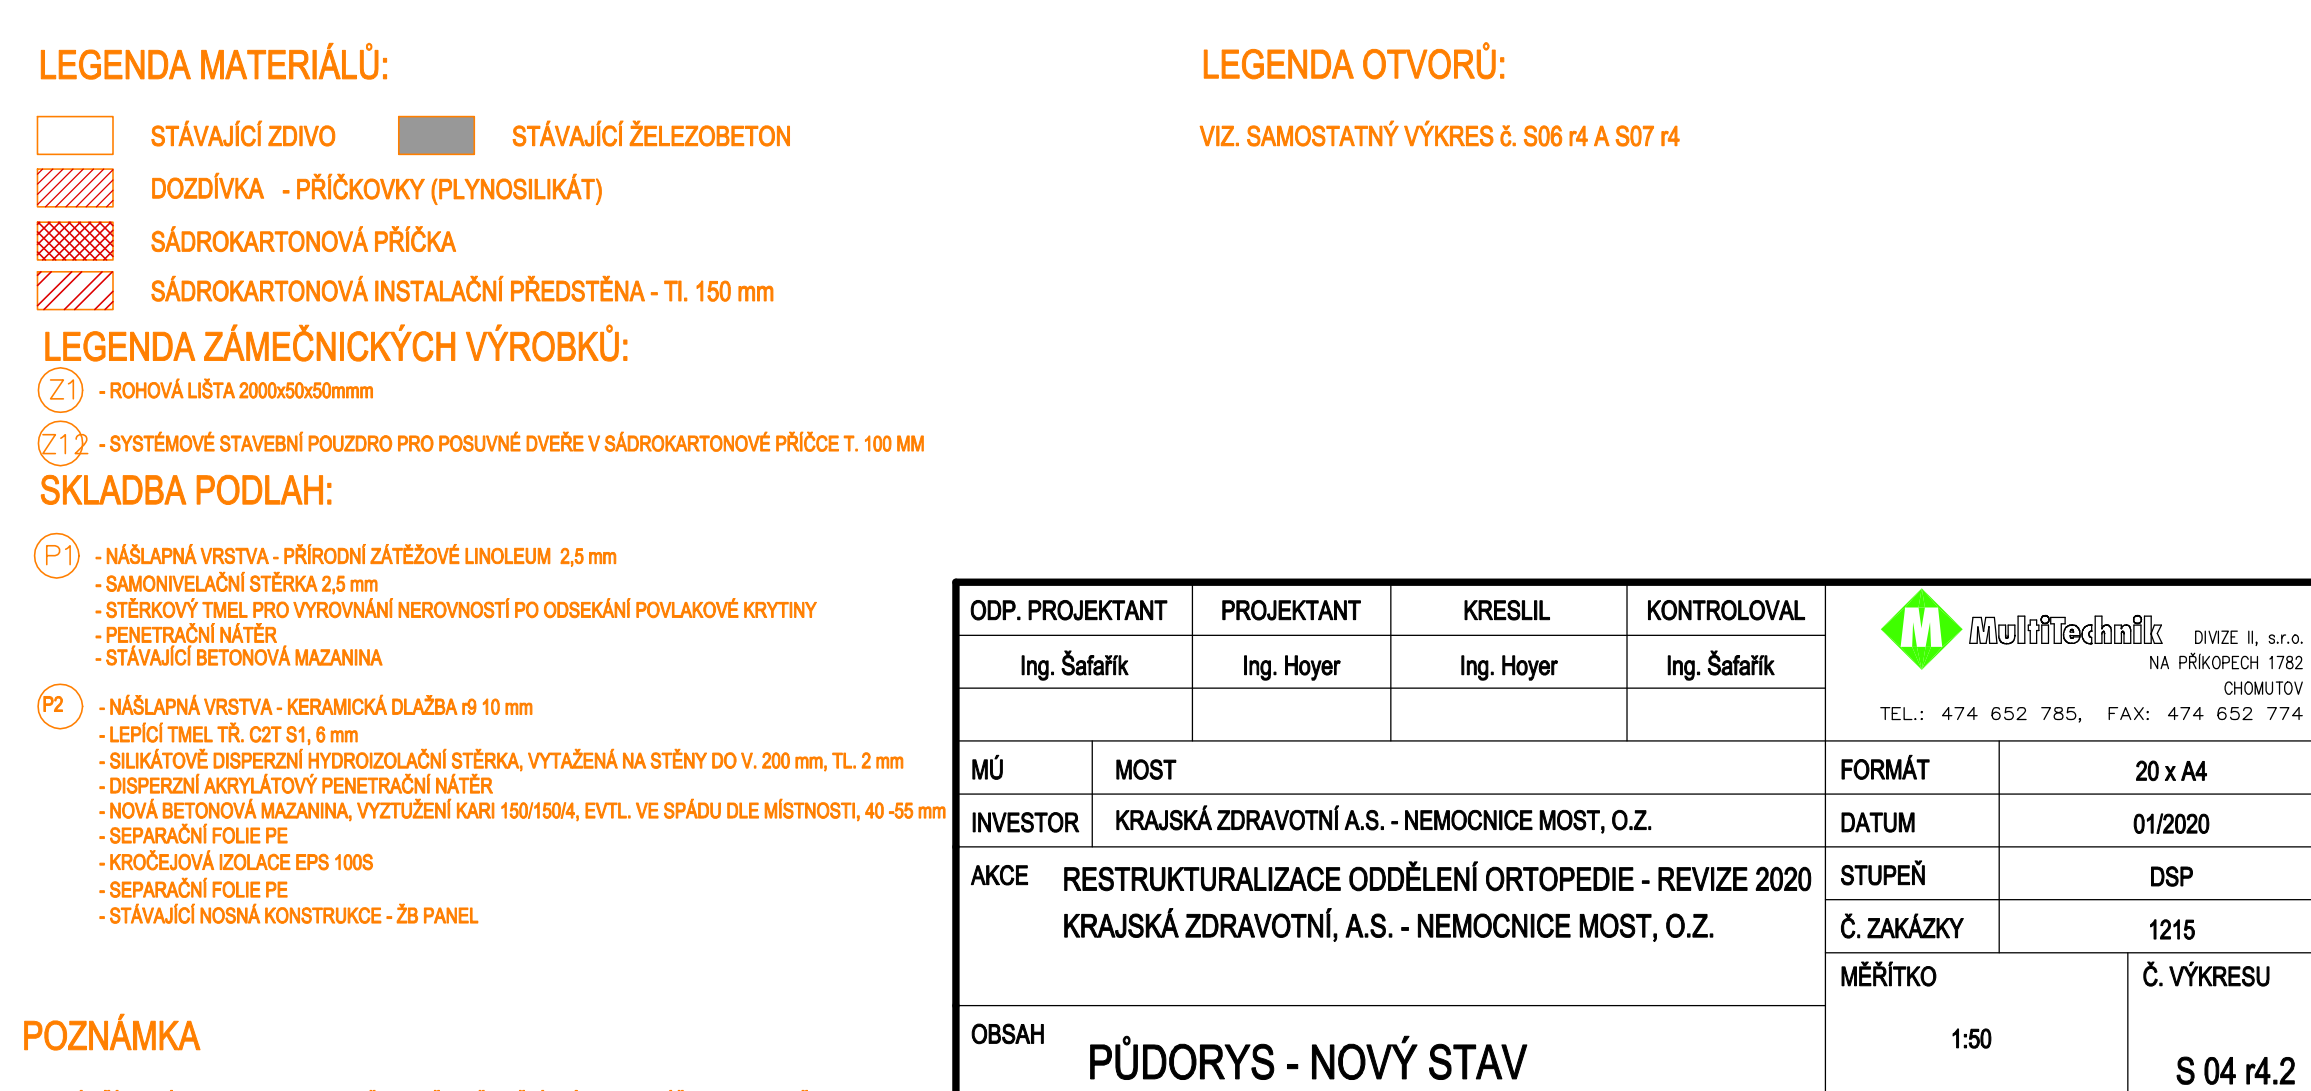 LEGENDA MATERIÁLŮ:
STÁVAJÍCÍ ZDIVO
STÁVAJÍCÍ ŽELEZOBETON
DOZDÍVKA - PŘÍČKOVKY (PLYNOSILIKÁT)
SÁDROKARTONOVÁ PŘÍČKA
SÁDROKARTONOVÁ INSTALAČNÍ PŘEDSTĚNA - Tl. 150 mm
LEGENDA OTVORŮ:
VIZ. SAMOSTATNÝ VÝKRES č. S06 r4 A S07 r4
LEGENDA ZÁMEČNICKÝCH VÝROBKŮ:
Z1 - ROHOVÁ LIŠTA 2000x50x50mmm
Z12 - SYSTÉMOVÉ STAVEBNÍ POUZDRO PRO POSUVNÉ DVEŘE V SÁDROKARTONOVÉ PŘÍČCE T. 100 MM
SKLADBA PODLAH:
P1 - NÁŠLAPNÁ VRSTVA - PŘÍRODNÍ ZÁTĚŽOVÉ LINOLEUM 2,5 mm
- SAMONIVELAČNÍ STĚRKA 2,5 mm
- STĚRKOVÝ TMEL PRO VYROVNÁNÍ NEROVNOSTÍ PO ODSEKÁNÍ POVLAKOVÉ KRYTINY
- PENETRAČNÍ NÁTĚR
- STÁVAJÍCÍ BETONOVÁ MAZANINA
P2 - NÁŠLAPNÁ VRSTVA - KERAMICKÁ DLAŽBA r9 10 mm
- LEPÍCÍ TMEL TŘ. C2T S1, 6 mm
- SILIKÁTOVĚ DISPERZNÍ HYDROIZOLAČNÍ STĚRKA, VYTAŽENÁ NA STĚNY DO V. 200 mm, TL. 2 mm
- DISPERZNÍ AKRYLÁTOVÝ PENETRAČNÍ NÁTĚR
- NOVÁ BETONOVÁ MAZANINA, VYZTUŽENÍ KARI 150/150/4, EVTL. VE SPÁDU DLE MÍSTNOSTI, 40 -55 mm
- SEPARAČNÍ FOLIE PE
- KROČEJOVÁ IZOLACE EPS 100S
- SEPARAČNÍ FOLIE PE
- STÁVAJÍCÍ NOSNÁ KONSTRUKCE - ŽB PANEL
POZNÁMKA
ODP. PROJEKTANT PROJEKTANT KRESLIL KONTROLOVAL
Ing. Šafařík Ing. Hoyer Ing. Hoyer Ing. Šafařík
M MultiTechnik DIVIZE II, s.r.o.
NA PŘÍKOPECH 1782
CHOMUTOV
TEL.: 474 652 785, FAX: 474 652 774
MÚ MOST
INVESTOR KRAJSKÁ ZDRAVOTNÍ A.S. - NEMOCNICE MOST, O.Z.
AKCE RESTRUKTURALIZACE ODDĚLENÍ ORTOPEDIE - REVIZE 2020
KRAJSKÁ ZDRAVOTNÍ, A.S. - NEMOCNICE MOST, O.Z.
OBSAH
PŮDORYS - NOVÝ STAV
FORMÁT 20 x A4
DATUM 01/2020
STUPEŇ DSP
Č. ZAKÁZKY 1215
MĚŘÍTKO
1:50
Č. VÝKRESU
S 04 r4.2